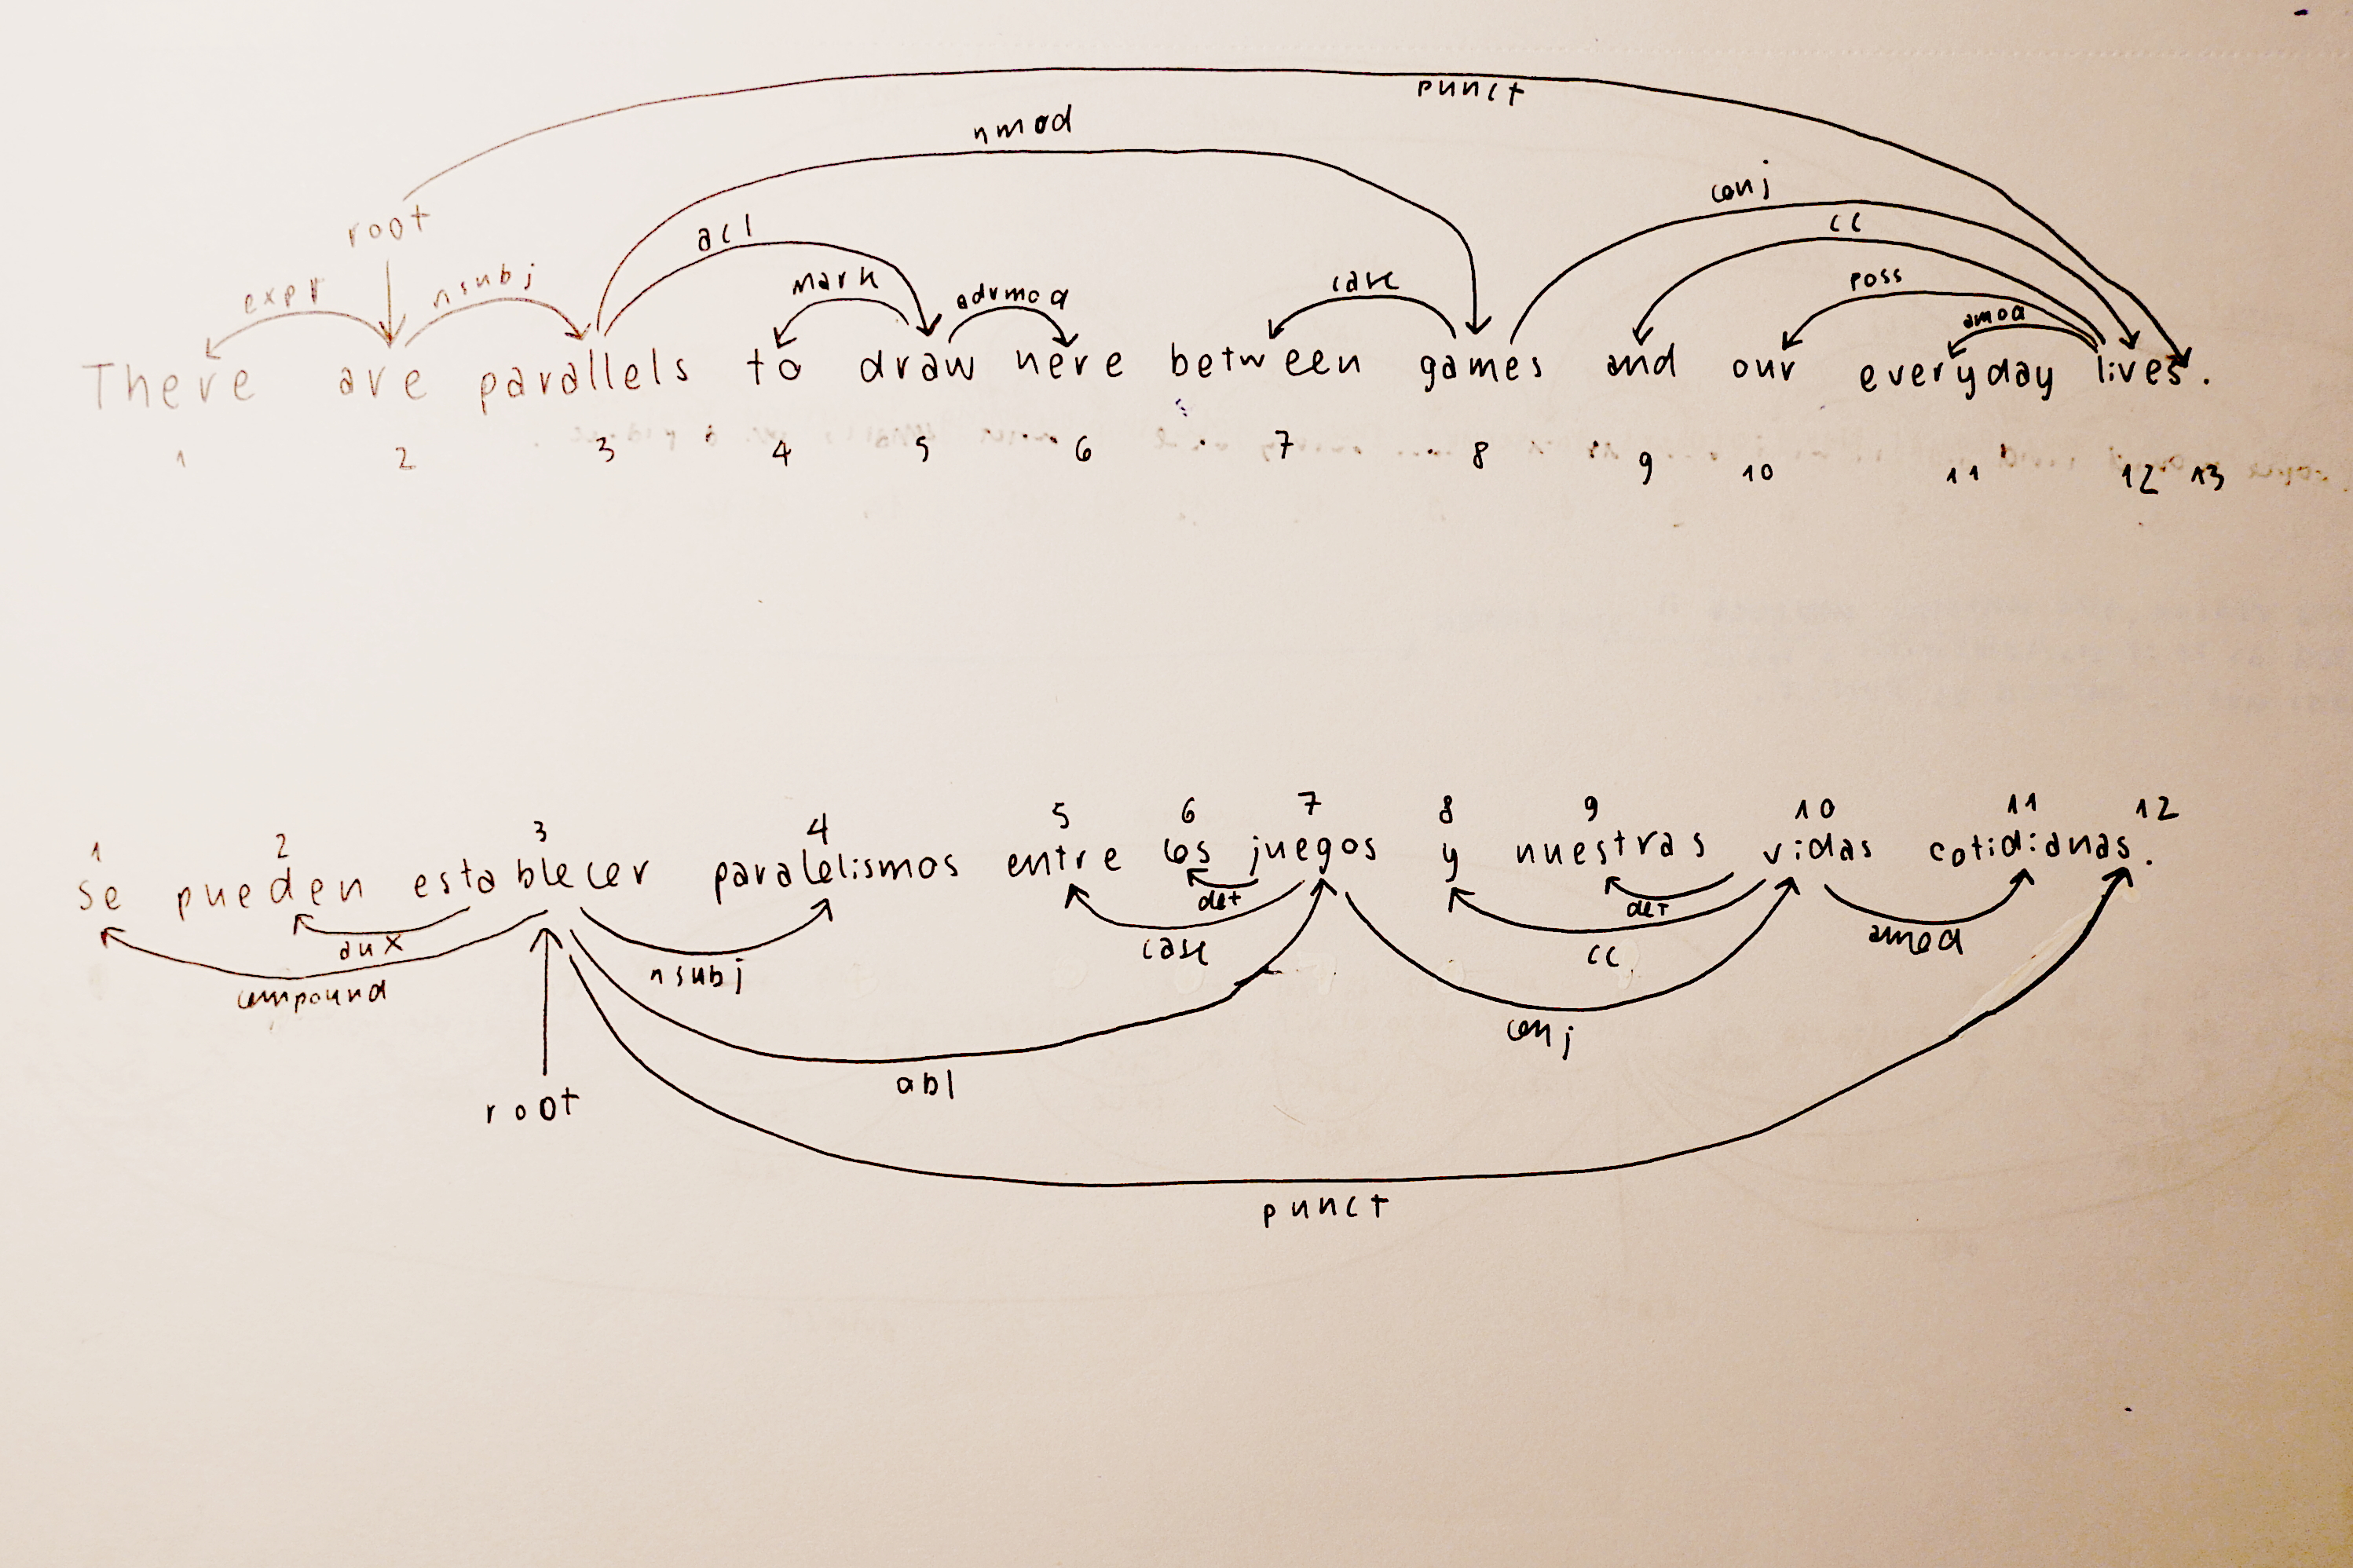 punct
nmod
conj
root acl cc
expl nsubj mark advmod case poss amod
There are parallels to draw here between games and our everyday lives.
1 2 3 4 5 6 7 8 9 10 11 12 13
1 2 3 4 5 6 7 8 9 10 11 12
Se pueden establecer paralelismos entre los juegos y nuestras vidas cotidianas.
aux det det
compound nsubj case cc amod
conj
root abl
punct